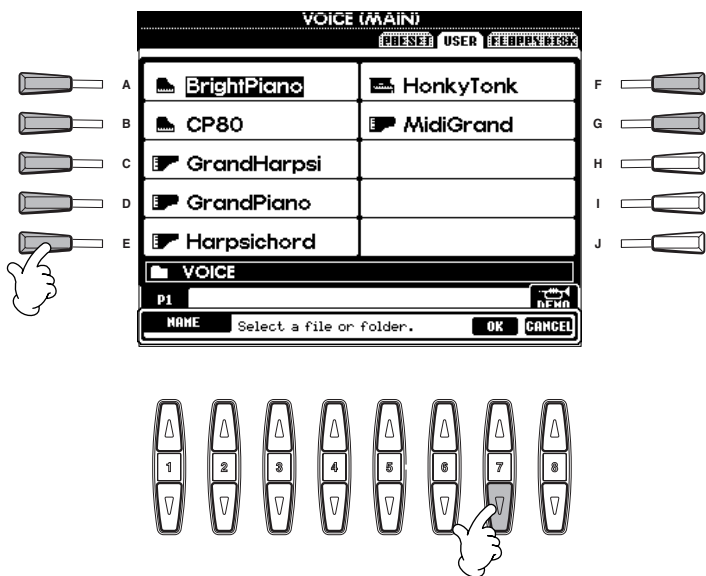 VOICE (MAIN)
PRESET USER FLOPPY DISK
A BrightPiano HonkyTonk F
B CP80 MidiGrand G
C GrandHarpsi H
D GrandPiano I
E Harpsichord J
VOICE
P1 DEMO
NAME Select a file or folder. OK CANCEL
1 2 3 4 5 6 7 8